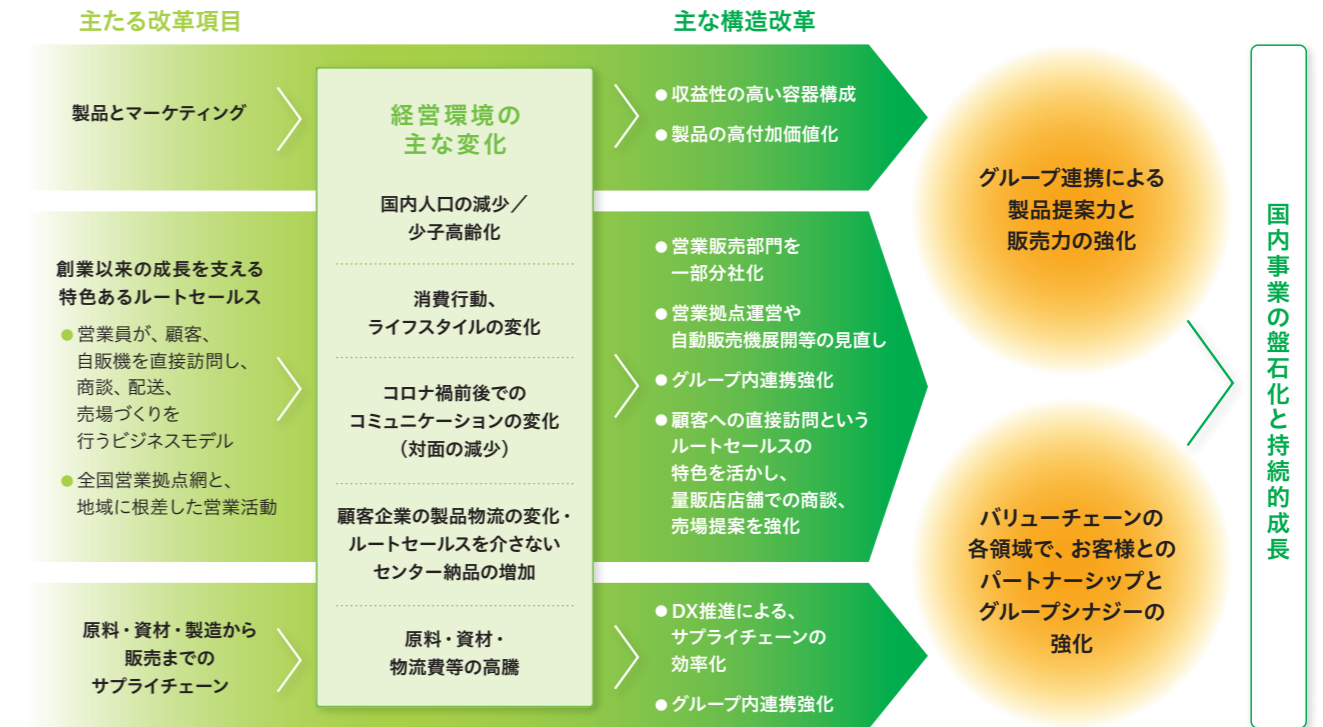 主たる改革項目
主な構造改革
製品とマーケティング
創業以来の成長を支える
特色あるルートセールス
●営業員が、顧客、
自販機を直接訪問し、
商談、配送、
売場づくりを
行うビジネスモデル
●全国営業拠点網と、
地域に根差した営業活動
原料・資材・製造から
販売までの
サプライチェーン
経営環境の
主な変化
国内人口の減少／
少子高齢化
消費行動、
ライフスタイルの変化
コロナ禍前後での
コミュニケーションの変化
（対面の減少）
顧客企業の製品物流の変化・
ルートセールスを介さない
センター納品の増加
原料・資材・
物流費等の高騰
●収益性の高い容器構成
●製品の高付加価値化
●営業販売部門を
一部分社化
●営業拠点運営や
自動販売機展開等の見直し
●グループ内連携強化
●顧客への直接訪問という
ルートセールスの
特色を活かし、
量販店店舗での商談、
売場提案を強化
●DX推進による、
サプライチェーンの
効率化
●グループ内連携強化
グループ連携による
製品提案力と
販売力の強化
バリューチェーンの
各領域で、お客様との
パートナーシップと
グループシナジーの
強化
国内事業の盤石化と持続的成長